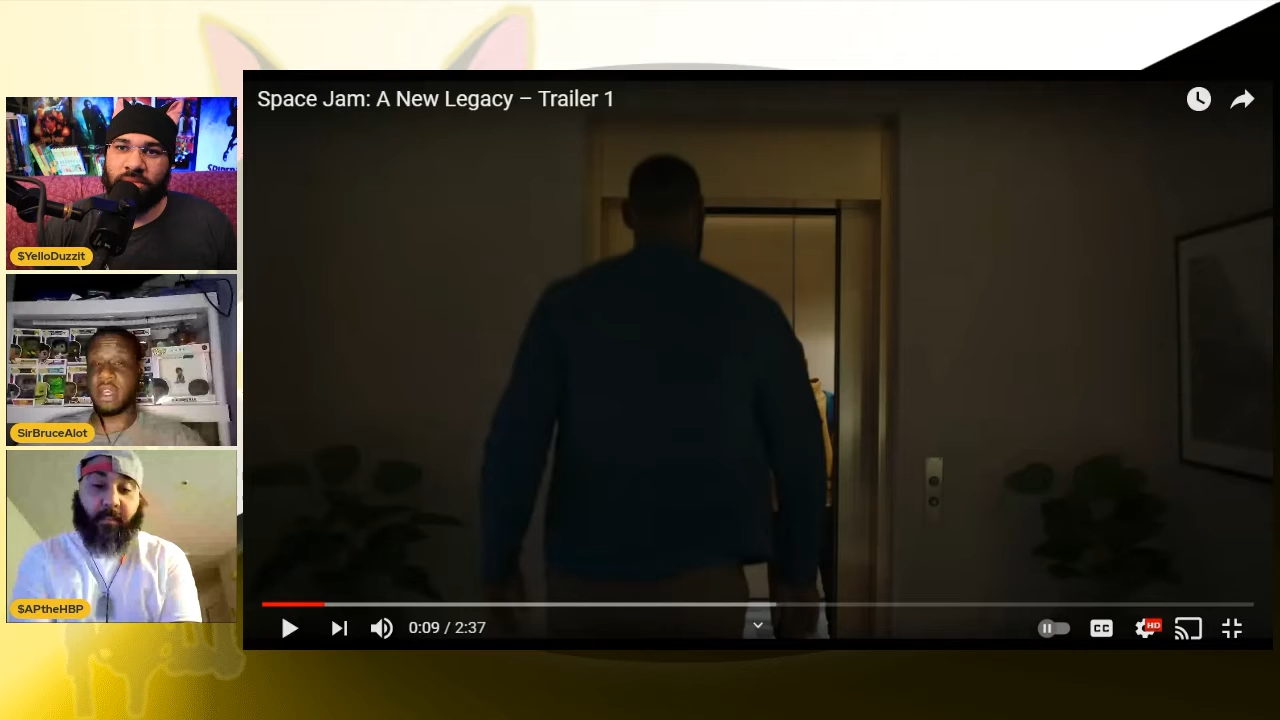 Space Jam: A New Legacy – Trailer 1
$YelloDuzzit
SirBruceAlot
$APtheHBP
0:09 / 2:37
CC
HD